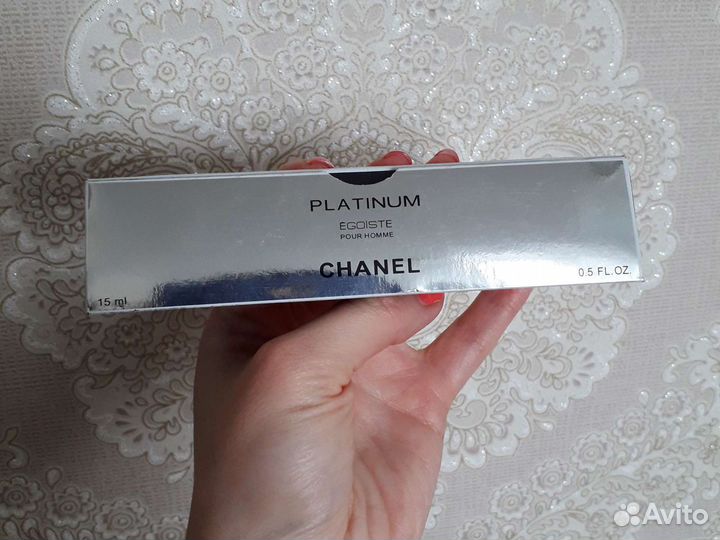 PLATINUM
ÉGOÏSTE
POUR HOMME
CHANEL
15 ml
0.5 FL.OZ.
Avito